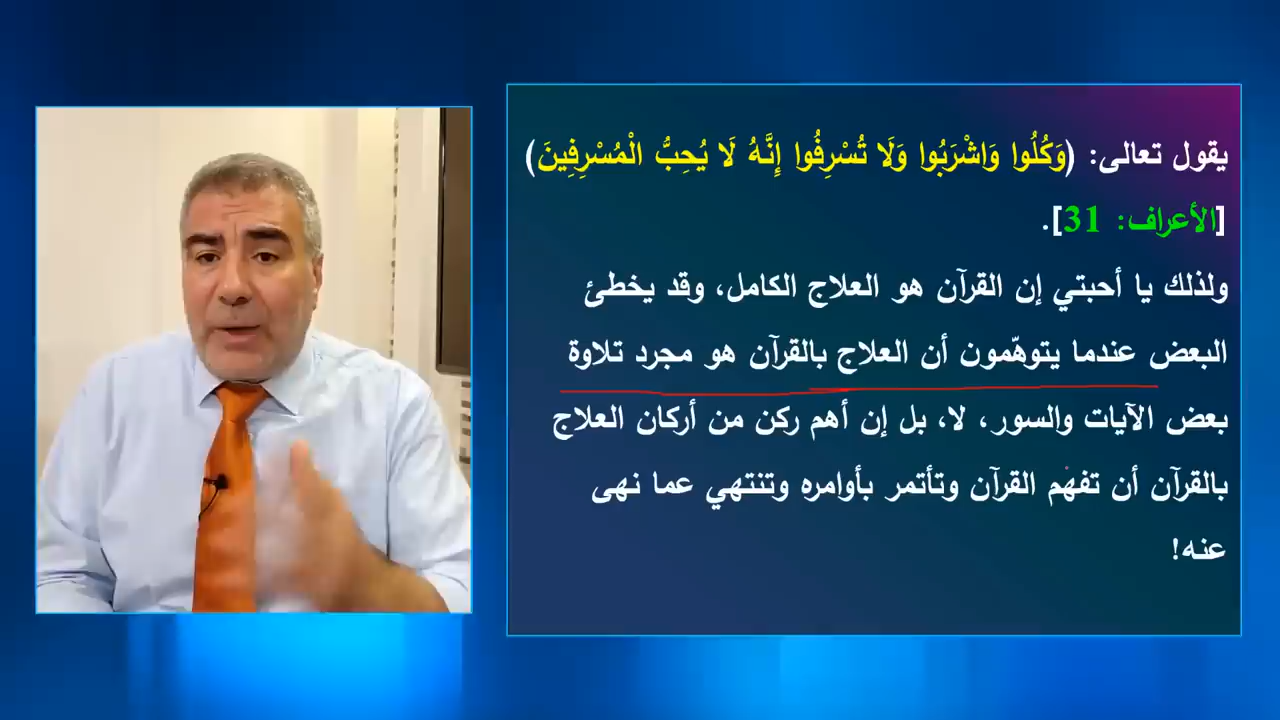 يقول تعالى: (وَكُلُوا وَاشْرَبُوا وَلَا تُسْرِفُوا إِنَّهُ لَا يُحِبُّ الْمُسْرِفِينَ)
[الأعراف: 31].
ولذلك يا أحبتي إن القرآن هو العلاج الكامل، وقد يخطئ
البعض عندما يتوهّمون أن العلاج بالقرآن هو مجرد تلاوة
بعض الآيات والسور، لا، بل إن أهم ركن من أركان العلاج
بالقرآن أن تفهم القرآن وتأتمر بأوامره وتنتهي عما نهى
عنه!